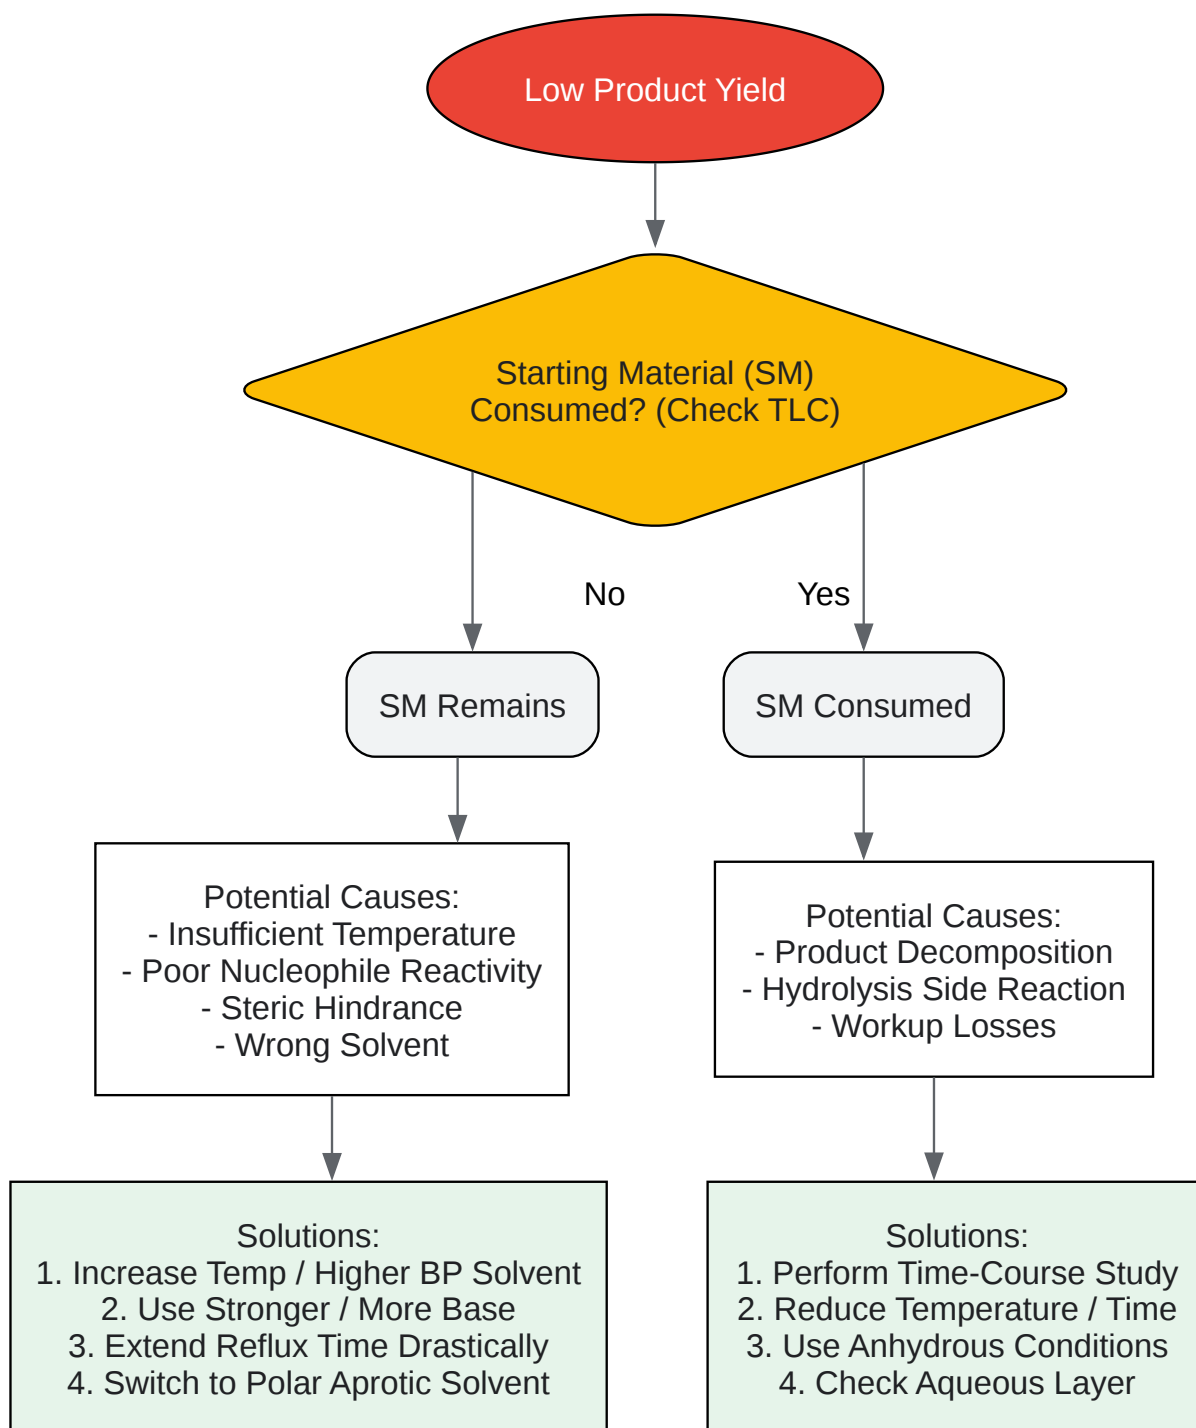 Low Product Yield
Starting Material (SM)
Consumed? (Check TLC)
No
Yes
SM Remains
SM Consumed
Potential Causes:
- Insufficient Temperature
- Poor Nucleophile Reactivity
- Steric Hindrance
- Wrong Solvent
Potential Causes:
- Product Decomposition
- Hydrolysis Side Reaction
- Workup Losses
Solutions:
1. Increase Temp / Higher BP Solvent
2. Use Stronger / More Base
3. Extend Reflux Time Drastically
4. Switch to Polar Aprotic Solvent
Solutions:
1. Perform Time-Course Study
2. Reduce Temperature / Time
3. Use Anhydrous Conditions
4. Check Aqueous Layer